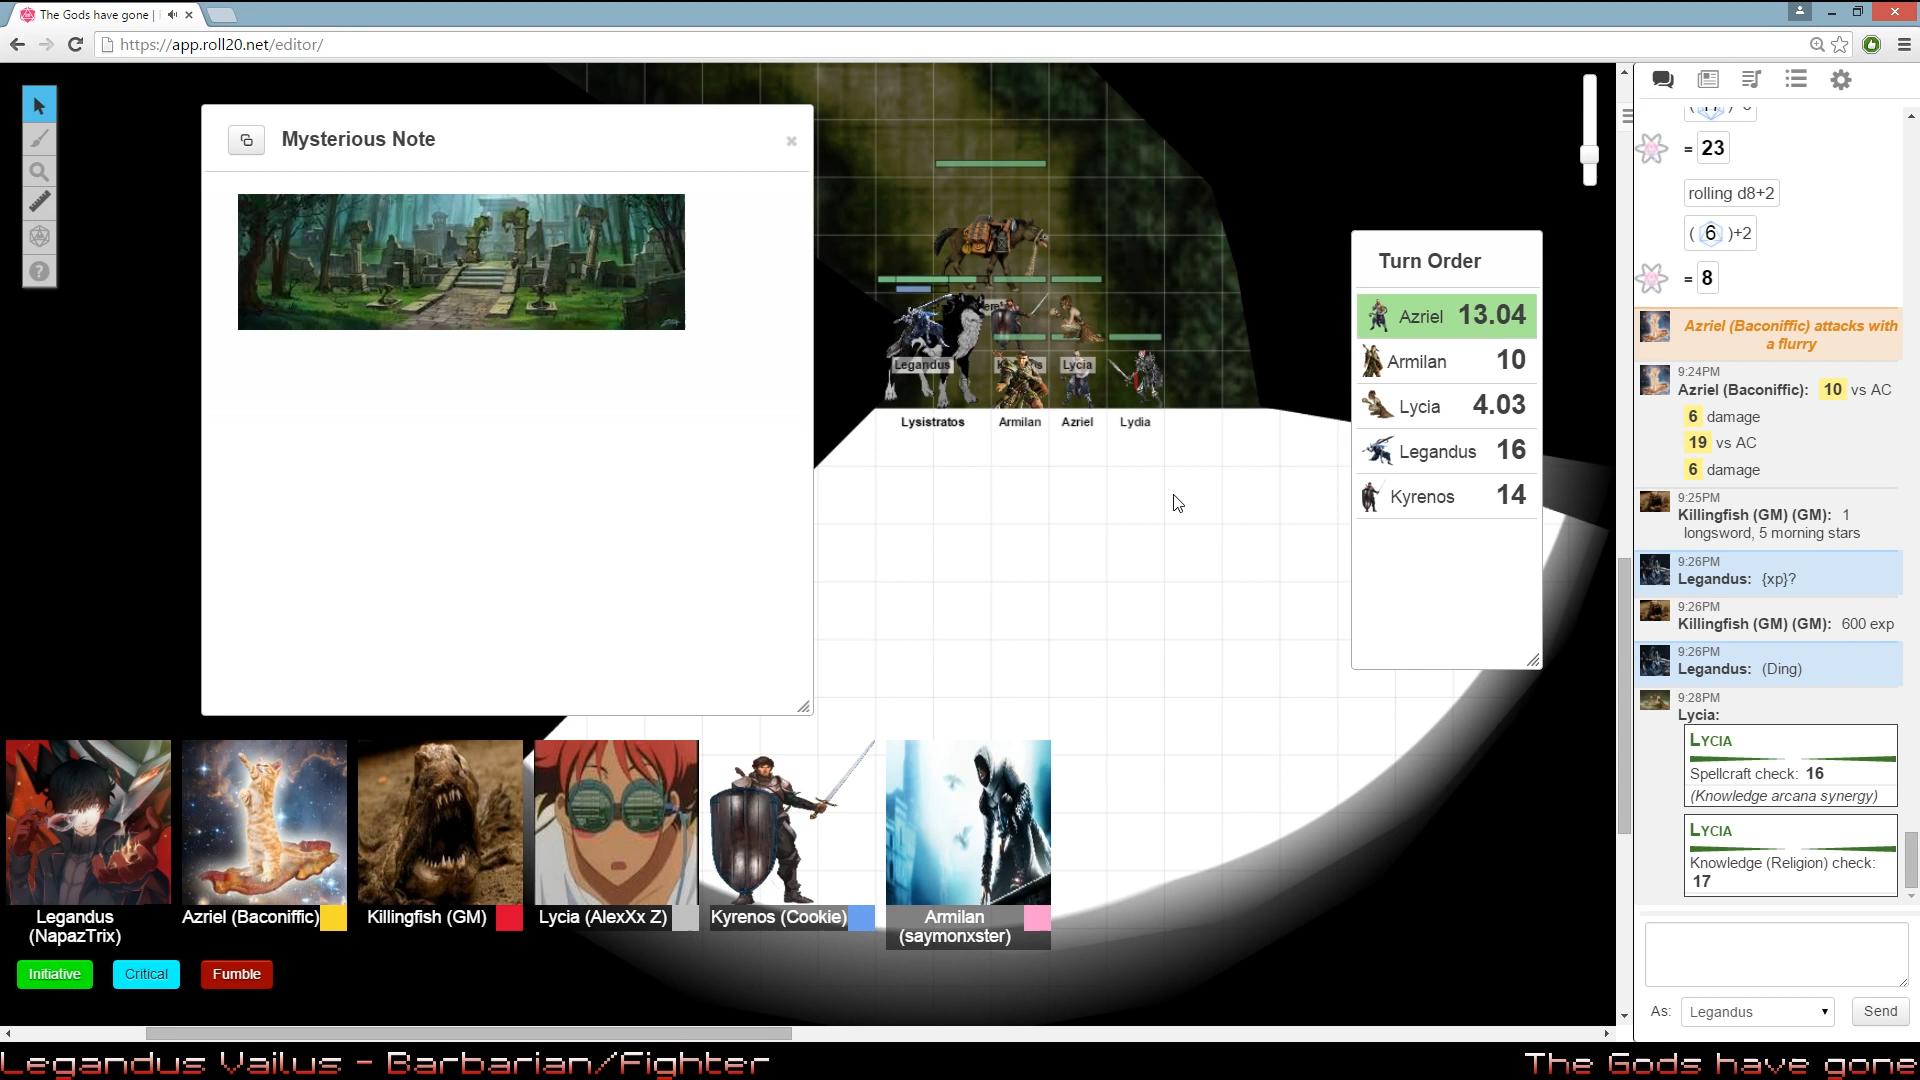 The Gods have gone |
https://app.roll20.net/editor/
Mysterious Note
Legandus
Lycia
Lysistratos
Armilan
Azriel
Lydia
Turn Order
Azriel 13.04
Armilan 10
Lycia 4.03
Legandus 16
Kyrenos 14
= 23
rolling d8+2
( 6 )+2
= 8
Azriel (Baconiffic) attacks with
a flurry
9:24PM
Azriel (Baconiffic): 10 vs AC
6 damage
19 vs AC
6 damage
9:25PM
Killingfish (GM) (GM): 1
longsword, 5 morning stars
9:26PM
Legandus: {xp}?
9:26PM
Killingfish (GM) (GM): 600 exp
9:26PM
Legandus: (Ding)
9:28PM
Lycia:
LYCIA
Spellcraft check: 16
(Knowledge arcana synergy)
LYCIA
Knowledge (Religion) check:
17
As: Legandus
Send
Legandus
(NapazTrix)
Azriel (Baconiffic)
Killingfish (GM)
Lycia (AlexXx Z)
Kyrenos (Cookie)
Armilan
(saymonxster)
Initiative
Critical
Fumble
Legandus Vailus - Barbarian/Fighter
The Gods have gone